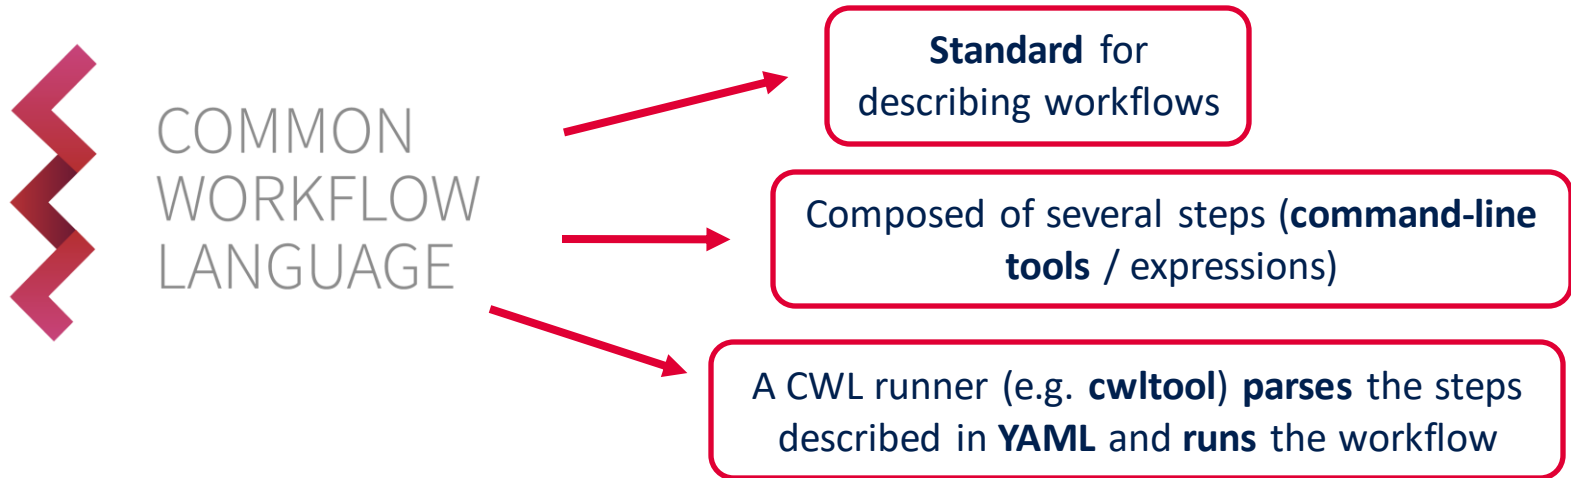 COMMON
WORKFLOW
LANGUAGE
Standard for
describing workflows
Composed of several steps (command-line
tools / expressions)
A CWL runner (e.g. cwltool) parses the steps
described in YAML and runs the workflow